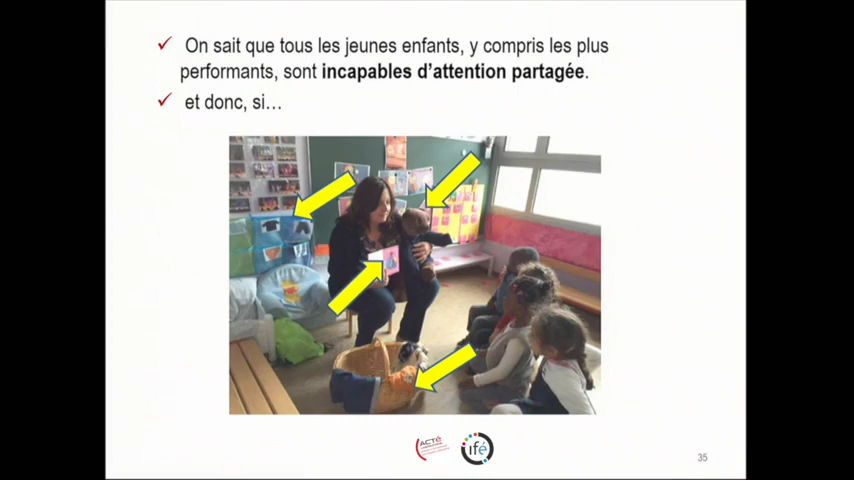 On sait que tous les jeunes enfants, y compris les plus
performants, sont incapables d’attention partagée.
et donc, si…
ACTé
ifé
35